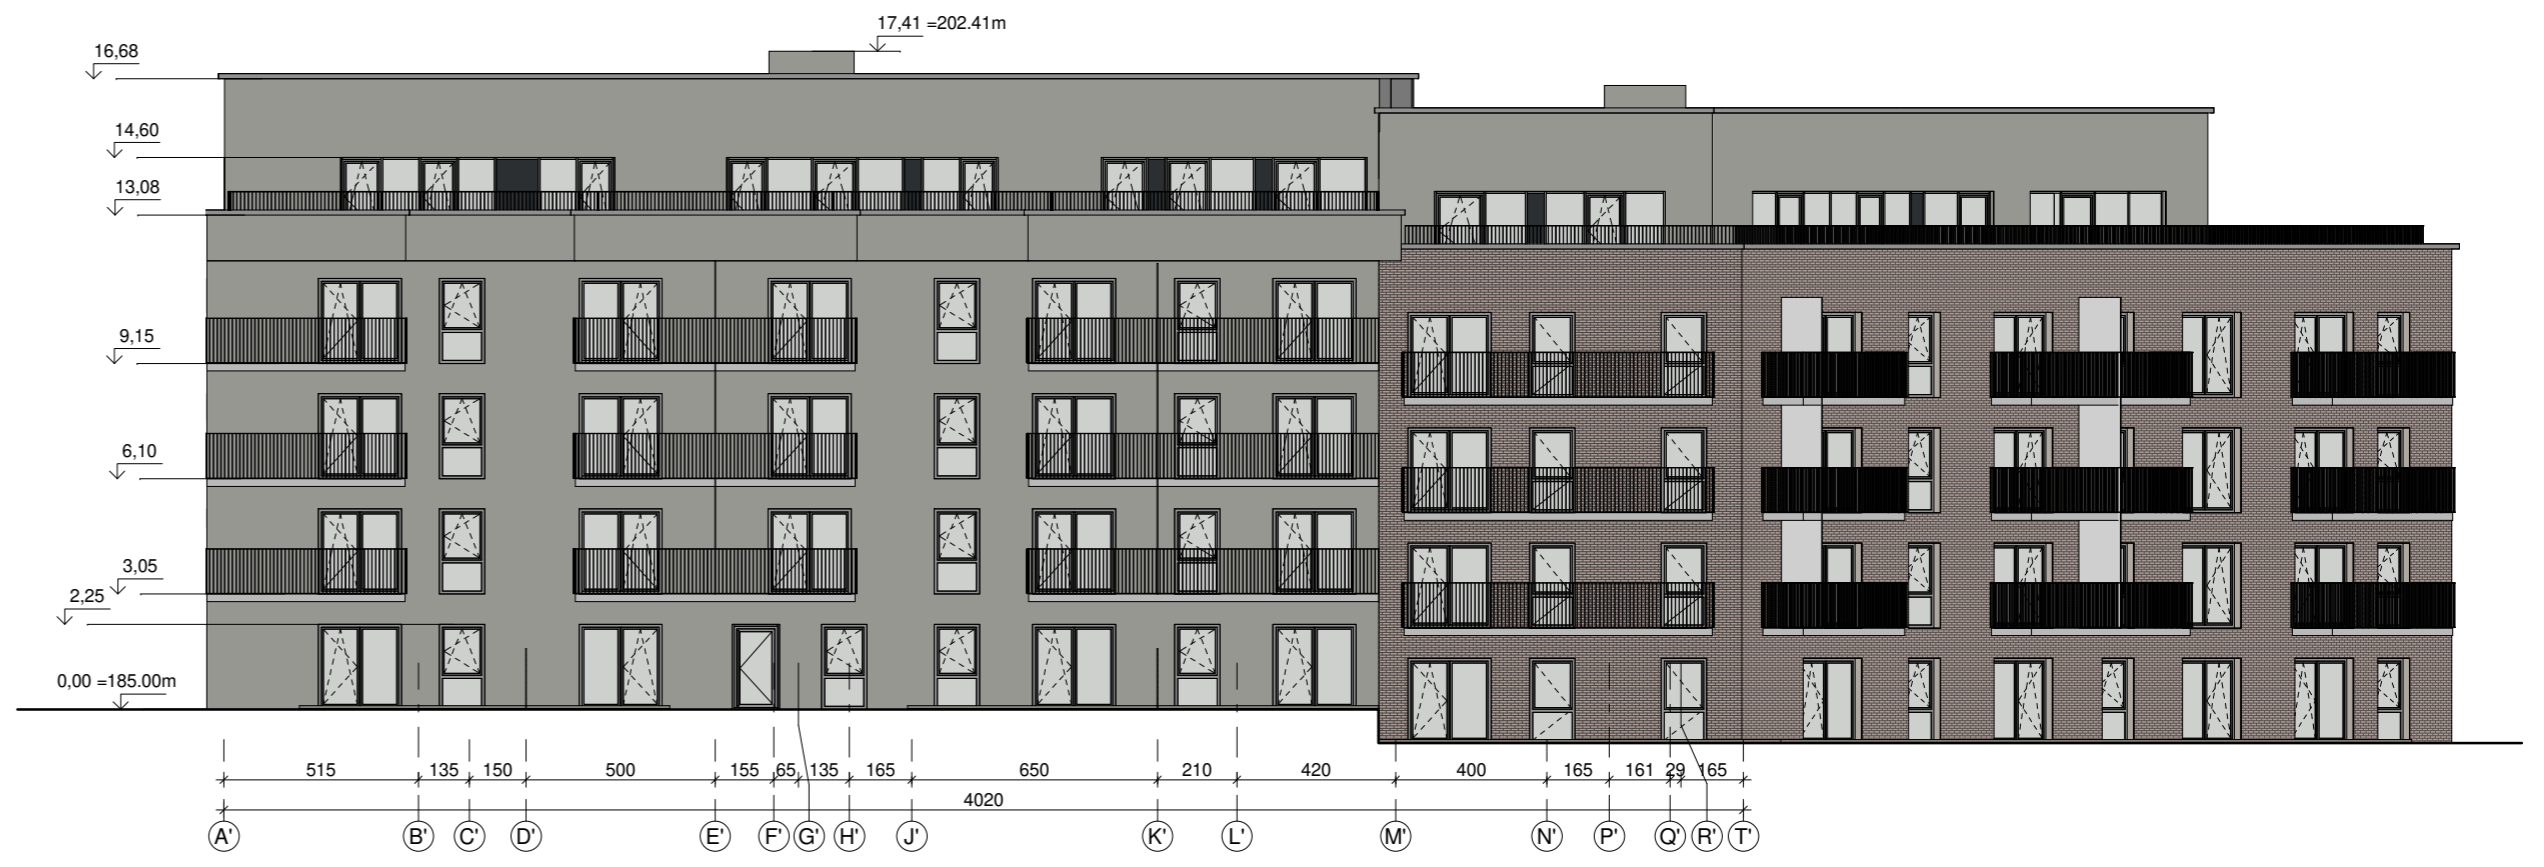 17,41 =202.41m
16,68
14,60
13,08
9,15
6,10
3,05
2,25
0,00 =185.00m
515 135 150 500 155 65 135 165 650 210 420 400 165 161 29 165
4020
A' B' C' D' E' F' G' H' J' K' L' M' N' P' Q' R' T'